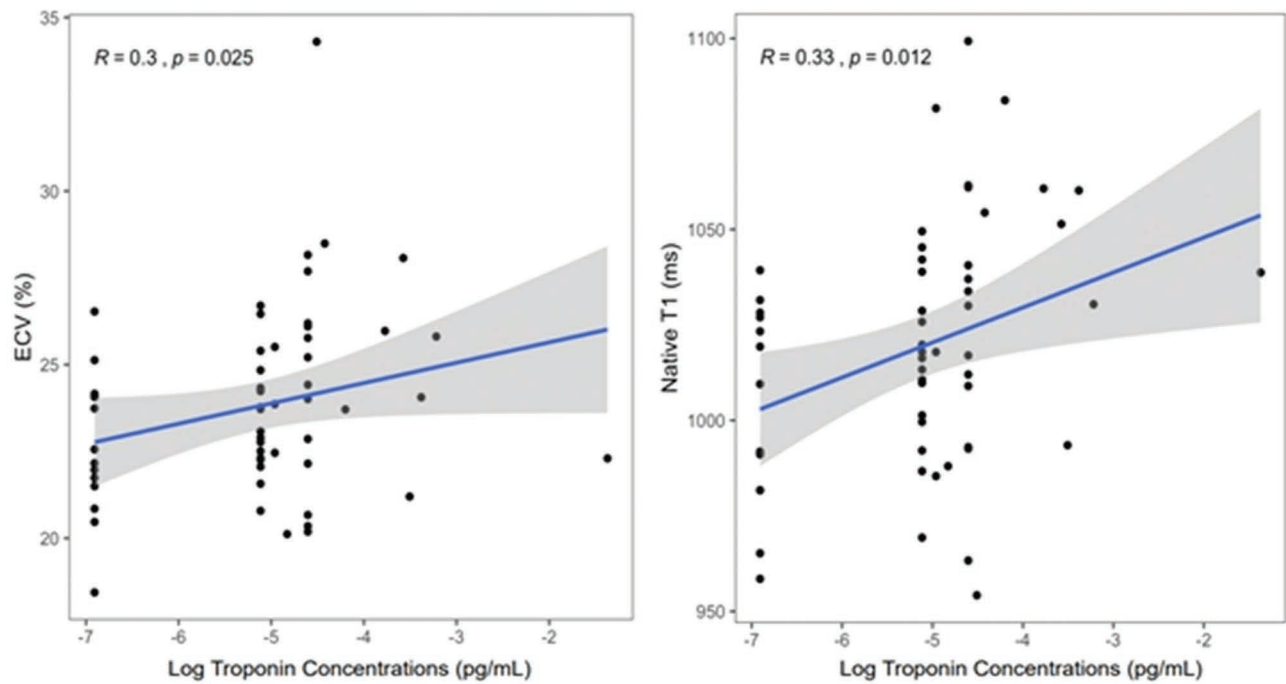 R = 0.3 , p = 0.025
35
30
25
20
ECV (%)
-7 -6 -5 -4 -3 -2
Log Troponin Concentrations (pg/mL)
R = 0.33 , p = 0.012
1100
1050
1000
950
Native T1 (ms)
-7 -6 -5 -4 -3 -2
Log Troponin Concentrations (pg/mL)